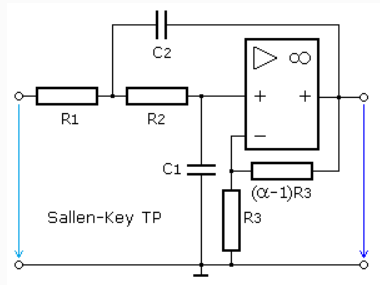 C2
▷ ∞
+ +
−
R1
R2
C1
(α-1)R3
R3
Sallen-Key TP